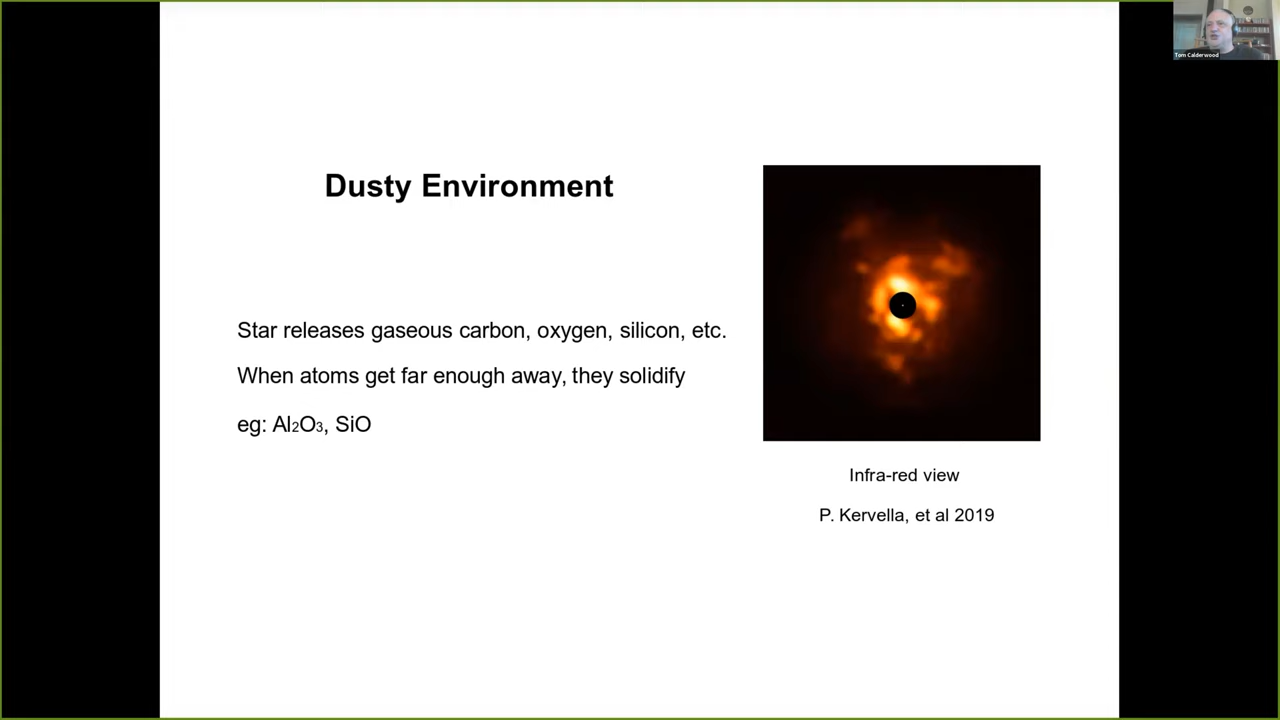 Tom Calderwood
Dusty Environment
Star releases gaseous carbon, oxygen, silicon, etc.
When atoms get far enough away, they solidify
eg: Al₂O₃, SiO
Infra-red view
P. Kervella, et al 2019